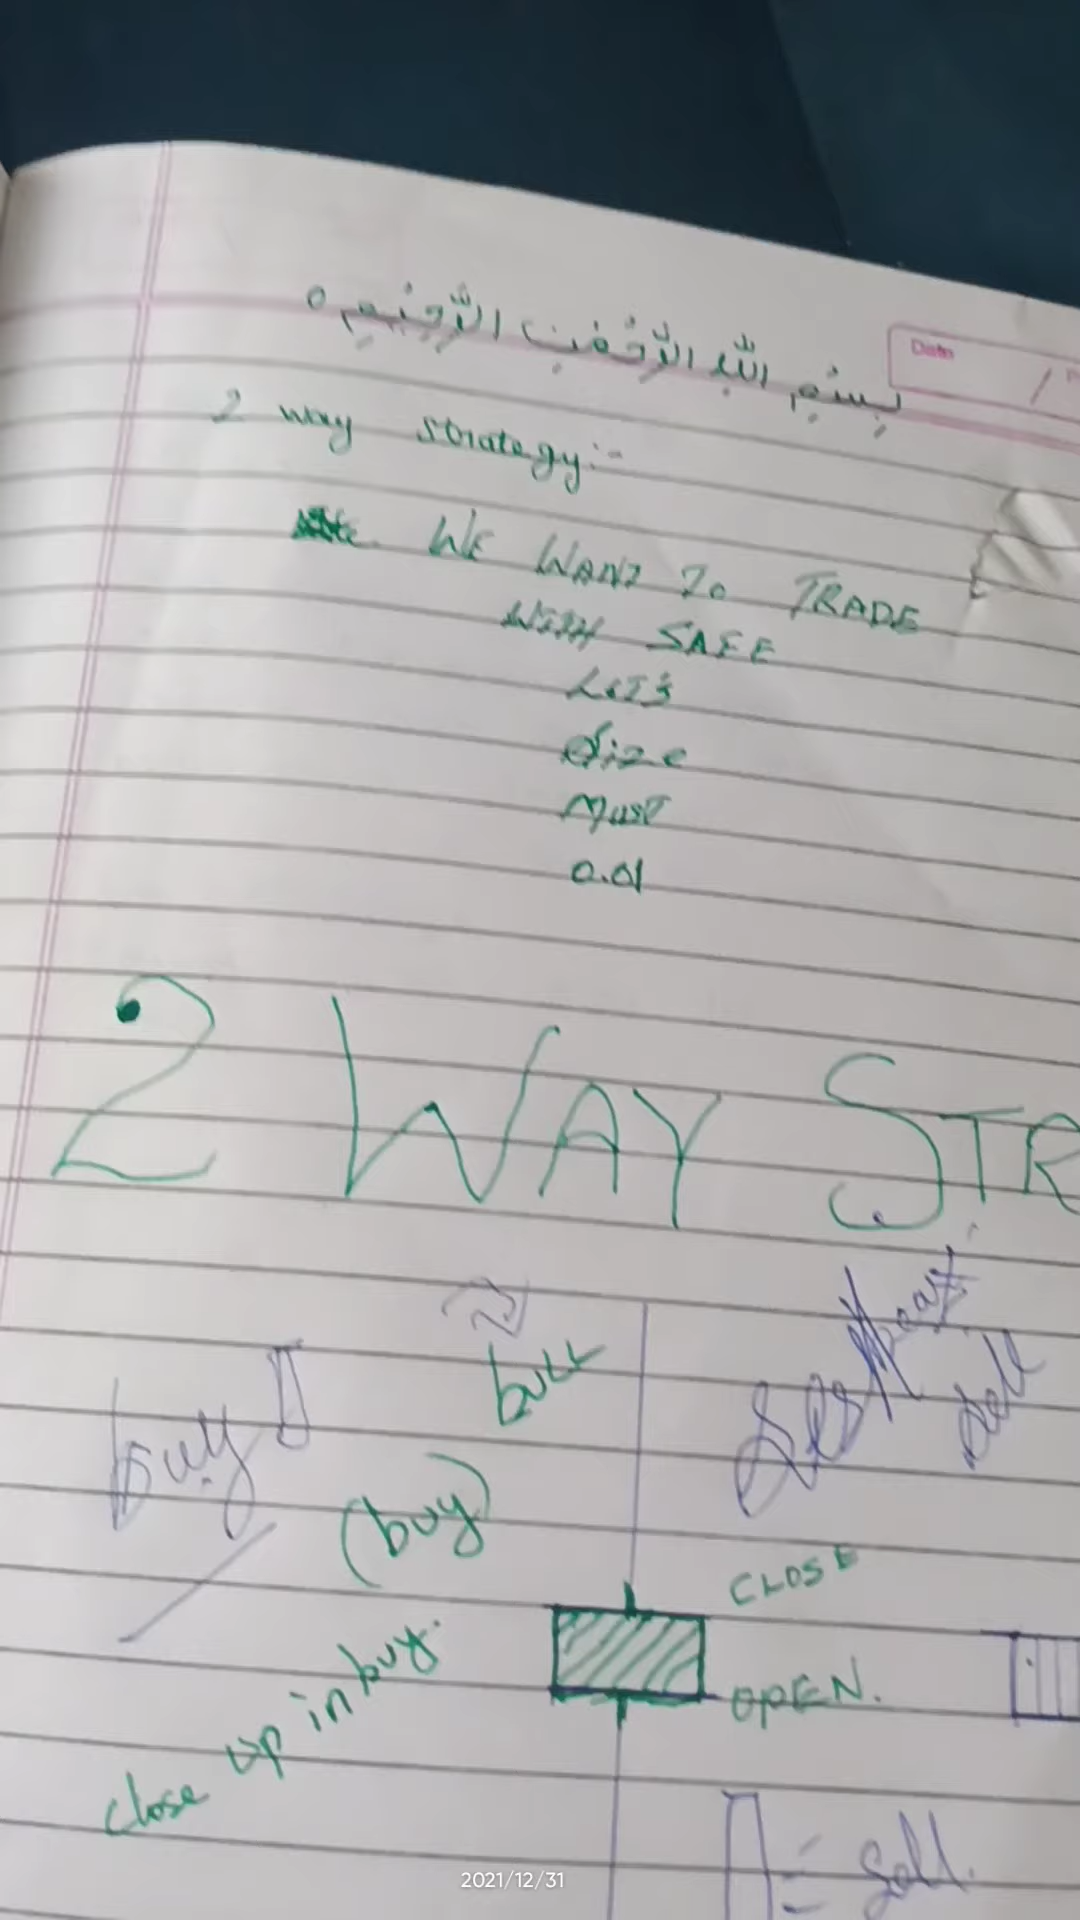 بِسْمِ اللّٰهِ الرَّحْمٰنِ الرَّحِيْمِ ○
Date
2 way strategy:-
WE WANT TO TRADE
WITH SAFE
LOTS
Size
MUST
0.01
2 WAY STR
bull
buy
sell
(buy)
CLOSE
OPEN.
close up in buy.
= sell.
2021/12/31